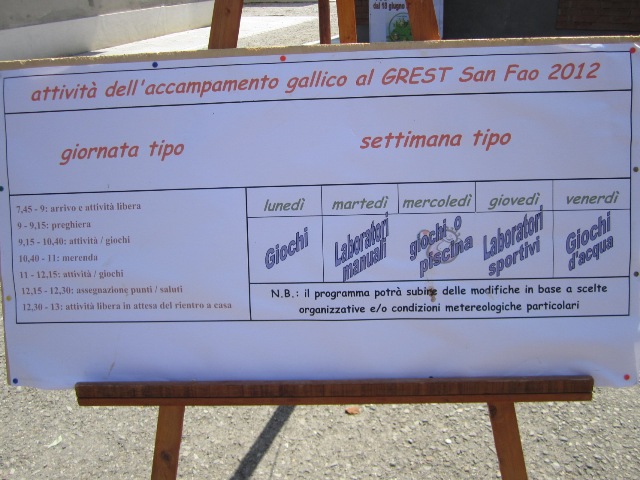 dal 18 giugno
attività dell'accampamento gallico al GREST San Fao 2012
giornata tipo
settimana tipo
7,45 - 9: arrivo e attività libera
9 - 9,15: preghiera
9,15 - 10,40: attività / giochi
10,40 - 11: merenda
11 - 12,15: attività / giochi
12,15 - 12,30: assegnazione punti / saluti
12,30 - 13: attività libera in attesa del rientro a casa
lunedì martedì mercoledì giovedì venerdì
Giochi
Laboratori
manuali
giochi o
piscina
Laboratori
sportivi
Giochi
d'acqua
N.B.: il programma potrà subire delle modifiche in base a scelte
organizzative e/o condizioni metereologiche particolari